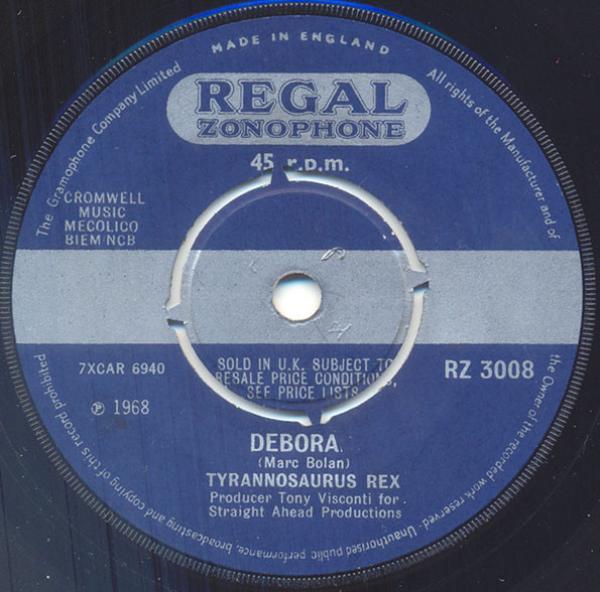 MADE IN ENGLAND
REGAL
ZONOPHONE
45 r.p.m.
The Gramophone Company Limited
All rights of the Manufacturer and of
the Owner of the recorded work reserved. Unauthorised public performance, broadcasting and copying of this record prohibited
CROMWELL
MUSIC
MECOLICO
BIEM NCB
7XCAR 6940
℗ 1968
SOLD IN U.K. SUBJECT TO
RESALE PRICE CONDITIONS,
SEE PRICE LISTS
RZ 3008
DEBORA
(Marc Bolan)
TYRANNOSAURUS REX
Producer Tony Visconti for
Straight Ahead Productions